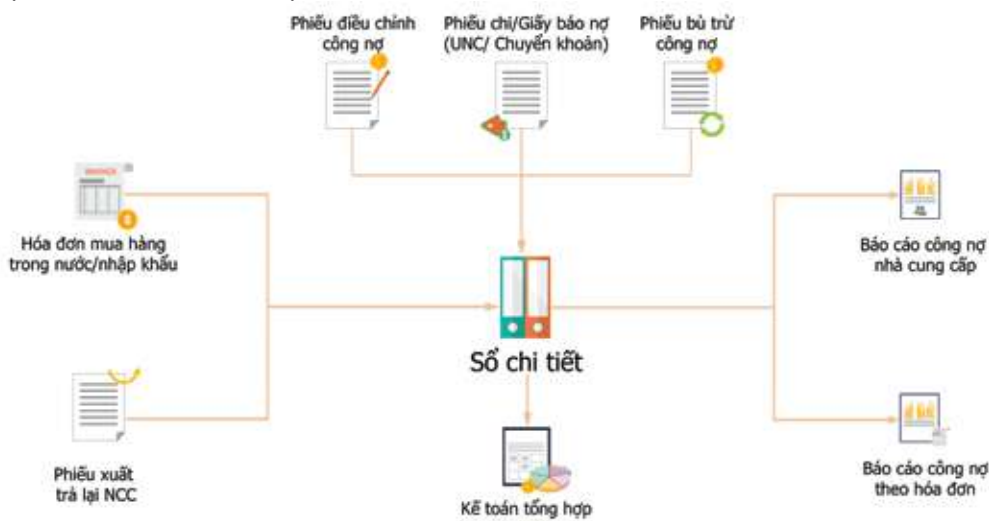 Phiếu điều chỉnh
công nợ
Phiếu chi/Giấy báo nợ
(UNC/ Chuyển khoản)
Phiếu bù trừ
công nợ
INVOICE
Hóa đơn mua hàng
trong nước/nhập khẩu
Báo cáo công nợ
nhà cung cấp
Sổ chi tiết
Phiếu xuất
trả lại NCC
Kế toán tổng hợp
Báo cáo công nợ
theo hóa đơn